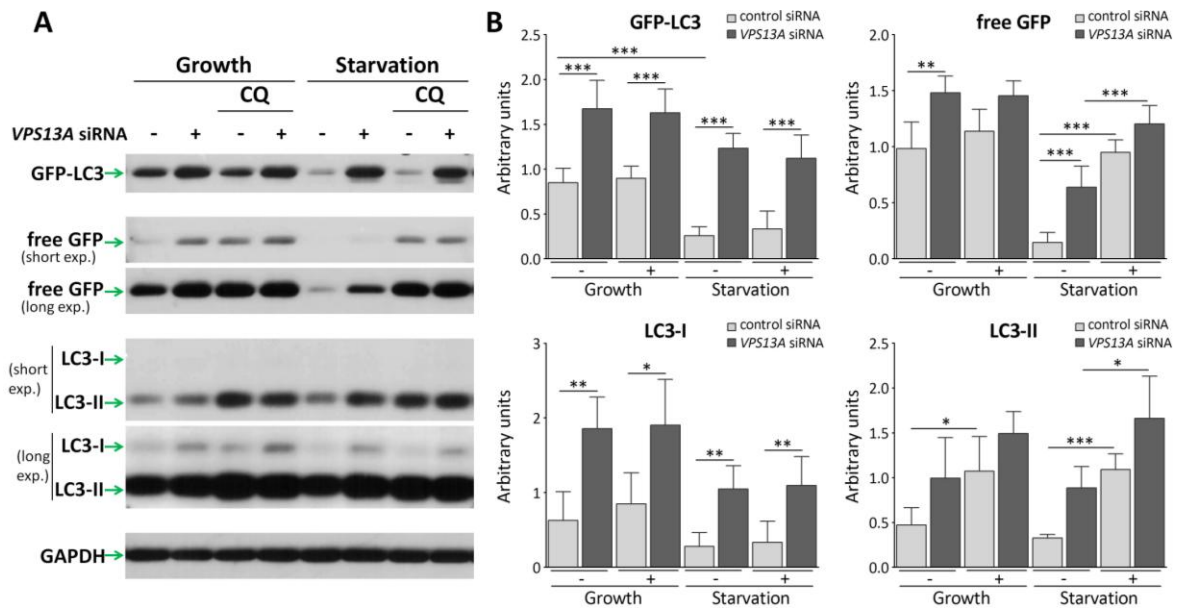 A
Growth Starvation
CQ CQ
VPS13A siRNA - + - + - + - +
GFP-LC3
free GFP
(short exp.)
free GFP
(long exp.)
(short exp.) LC3-I
LC3-II
(long exp.) LC3-I
LC3-II
GAPDH
B
GFP-LC3
control siRNA
VPS13A siRNA
Arbitrary units
2.5
2.0
1.5
1.0
0.5
0.0
*** *** *** *** ***
- + - +
Growth Starvation
free GFP
control siRNA
VPS13A siRNA
Arbitrary units
2.0
1.5
1.0
0.5
0.0
** *** *** ***
- + - +
Growth Starvation
LC3-I
control siRNA
VPS13A siRNA
Arbitrary units
3
2
1
0
** * ** **
- + - +
Growth Starvation
LC3-II
control siRNA
VPS13A siRNA
Arbitrary units
2.5
2.0
1.5
1.0
0.5
0.0
* *** *
- + - +
Growth Starvation